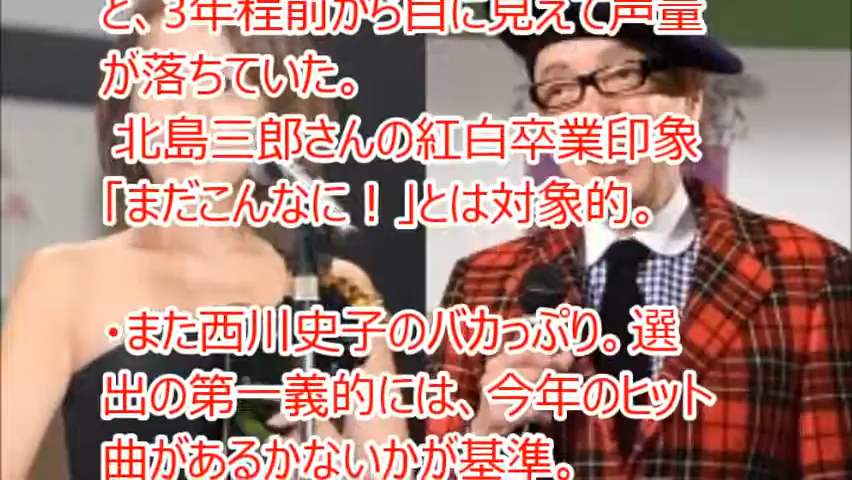 と、3年程前から目に見えて声量
が落ちていた。
北島三郎さんの紅白卒業印象
「まだこんなに！」とは対象的。
・また西川史子のバカっぷり。選
出の第一義的には、今年のヒット
曲があるかないかが基準。